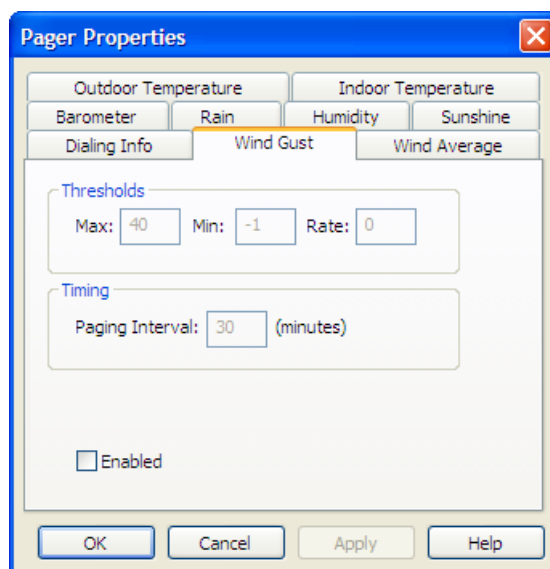 Pager Properties
Outdoor Temperature Indoor Temperature
Barometer Rain Humidity Sunshine
Dialing Info Wind Gust Wind Average
Thresholds
Max: 40 Min: -1 Rate: 0
Timing
Paging Interval: 30 (minutes)
Enabled
OK Cancel Apply Help